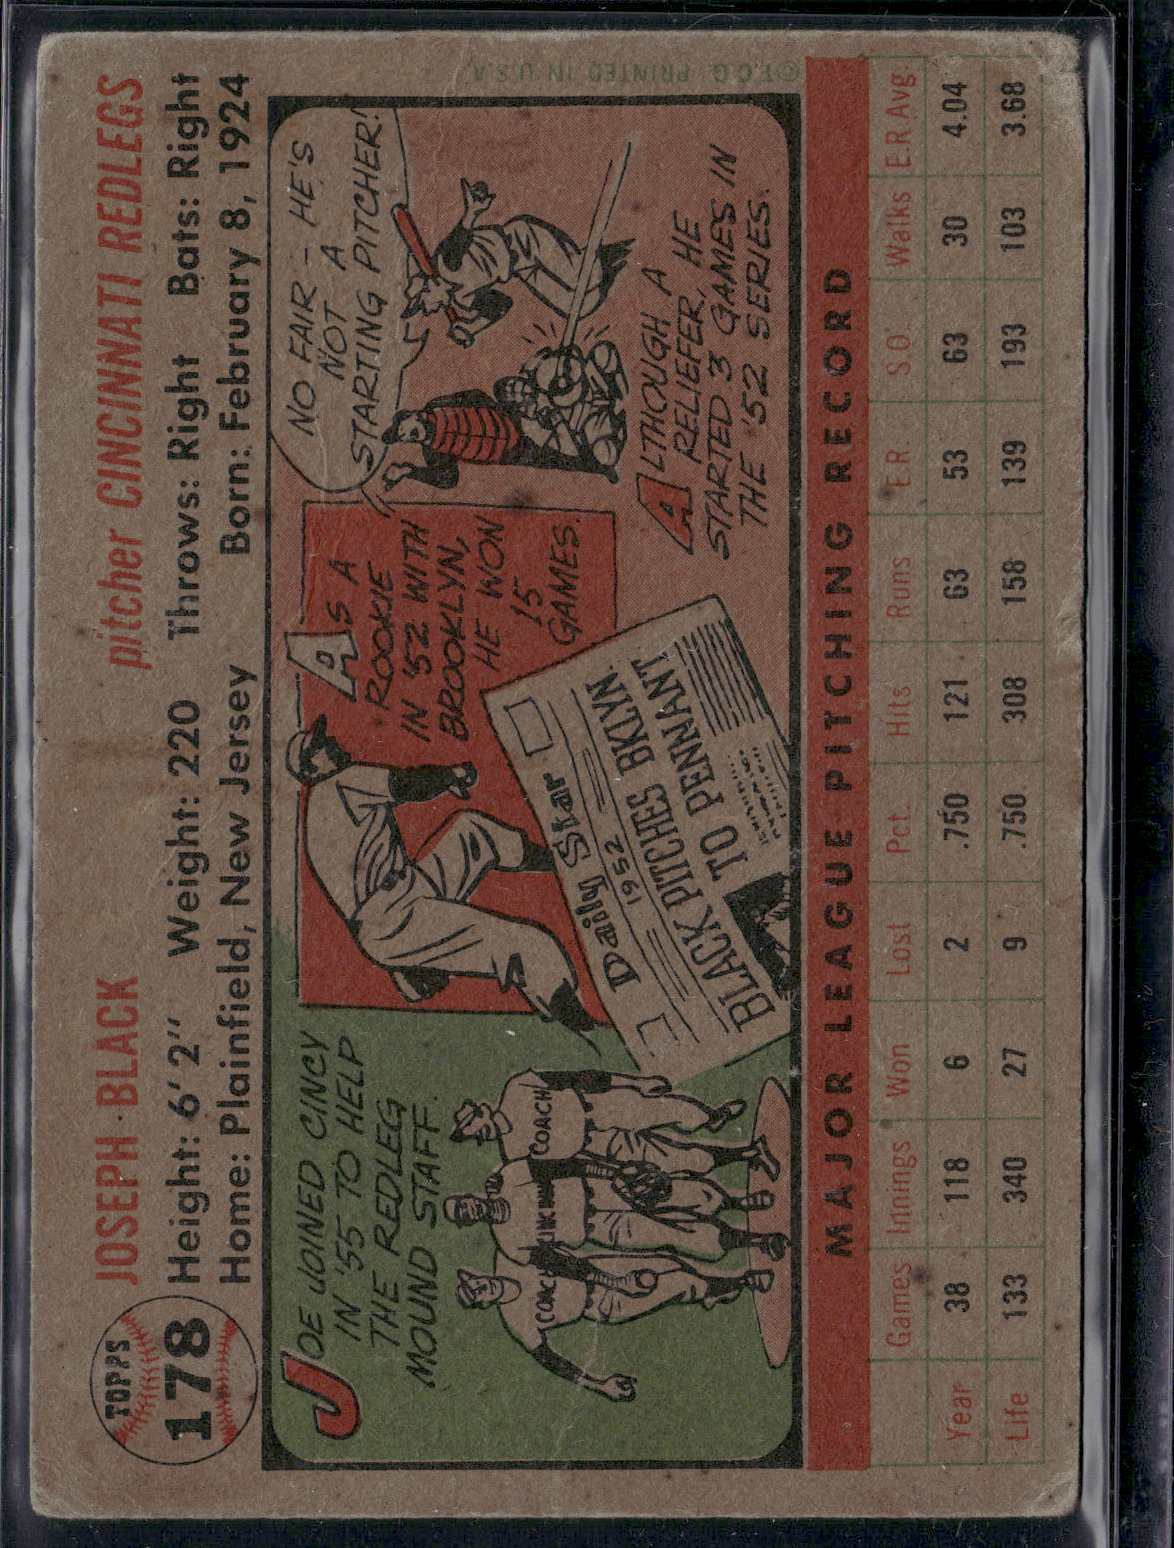 TOPPS
178
JOSEPH·BLACK
pitcher CINCINNATI REDLEGS
Height: 6' 2" Weight: 220 Throws: Right Bats: Right
Home: Plainfield, New Jersey Born: February 8, 1924
JOE JOINED CINCY
IN '55 TO HELP
THE REDLEG
MOUND STAFF.
COACH
CINCINN
COACH
AS A
ROOKIE
IN '52 WITH
BROOKLYN,
HE WON
15
GAMES.
Daily Star
1952
BLACK PITCHES BKLYN.
TO PENNANT
NO FAIR - HE'S
NOT A
STARTING PITCHER!
ALTHOUGH A
RELIEFER, HE
STARTED 3 GAMES IN
THE '52 SERIES.
MAJOR LEAGUE PITCHING RECORD
Games Innings Won Lost Pct. Hits Runs E.R. S.O. Walks E.R.Avg.
Year 38 118 6 2 .750 121 63 53 63 30 4.04
Life 133 340 27 9 .750 308 158 139 193 103 3.68
©T.C.G. PRINTED IN U.S.A.